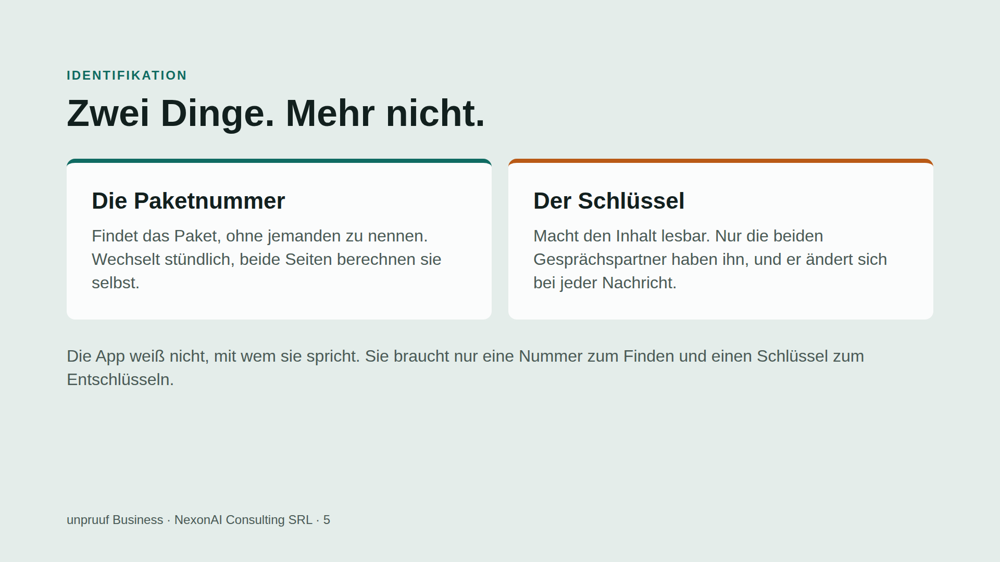 IDENTIFIKATION
Zwei Dinge. Mehr nicht.
Die Paketnummer
Findet das Paket, ohne jemanden zu nennen.
Wechselt stündlich, beide Seiten berechnen sie
selbst.
Der Schlüssel
Macht den Inhalt lesbar. Nur die beiden
Gesprächspartner haben ihn, und er ändert sich
bei jeder Nachricht.
Die App weiß nicht, mit wem sie spricht. Sie braucht nur eine Nummer zum Finden und einen Schlüssel zum
Entschlüsseln.
unpruuf Business · NexonAI Consulting SRL · 5